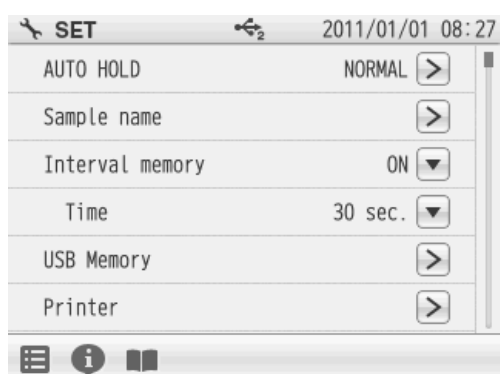 SET 2 2011/01/01 08:27
AUTO HOLD NORMAL
Sample name
Interval memory ON
Time 30 sec.
USB Memory
Printer